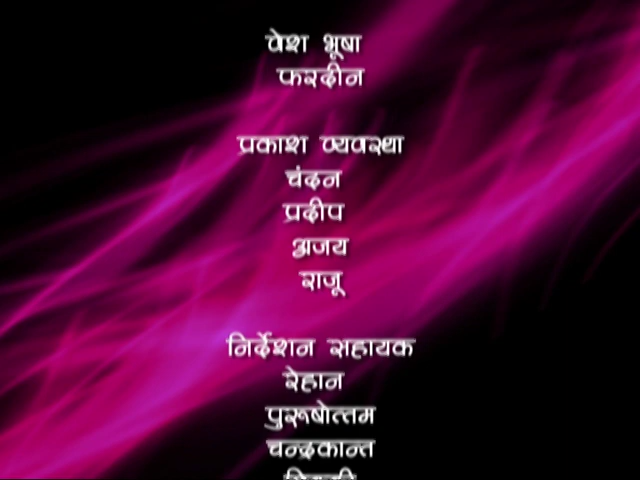 वेश भूषा
फरदीन
प्रकाश व्यवस्था
चंदन
प्रदीप
अजय
राजू
निर्देशन सहायक
रेहान
पुरूषोत्तम
चन्द्रकान्त